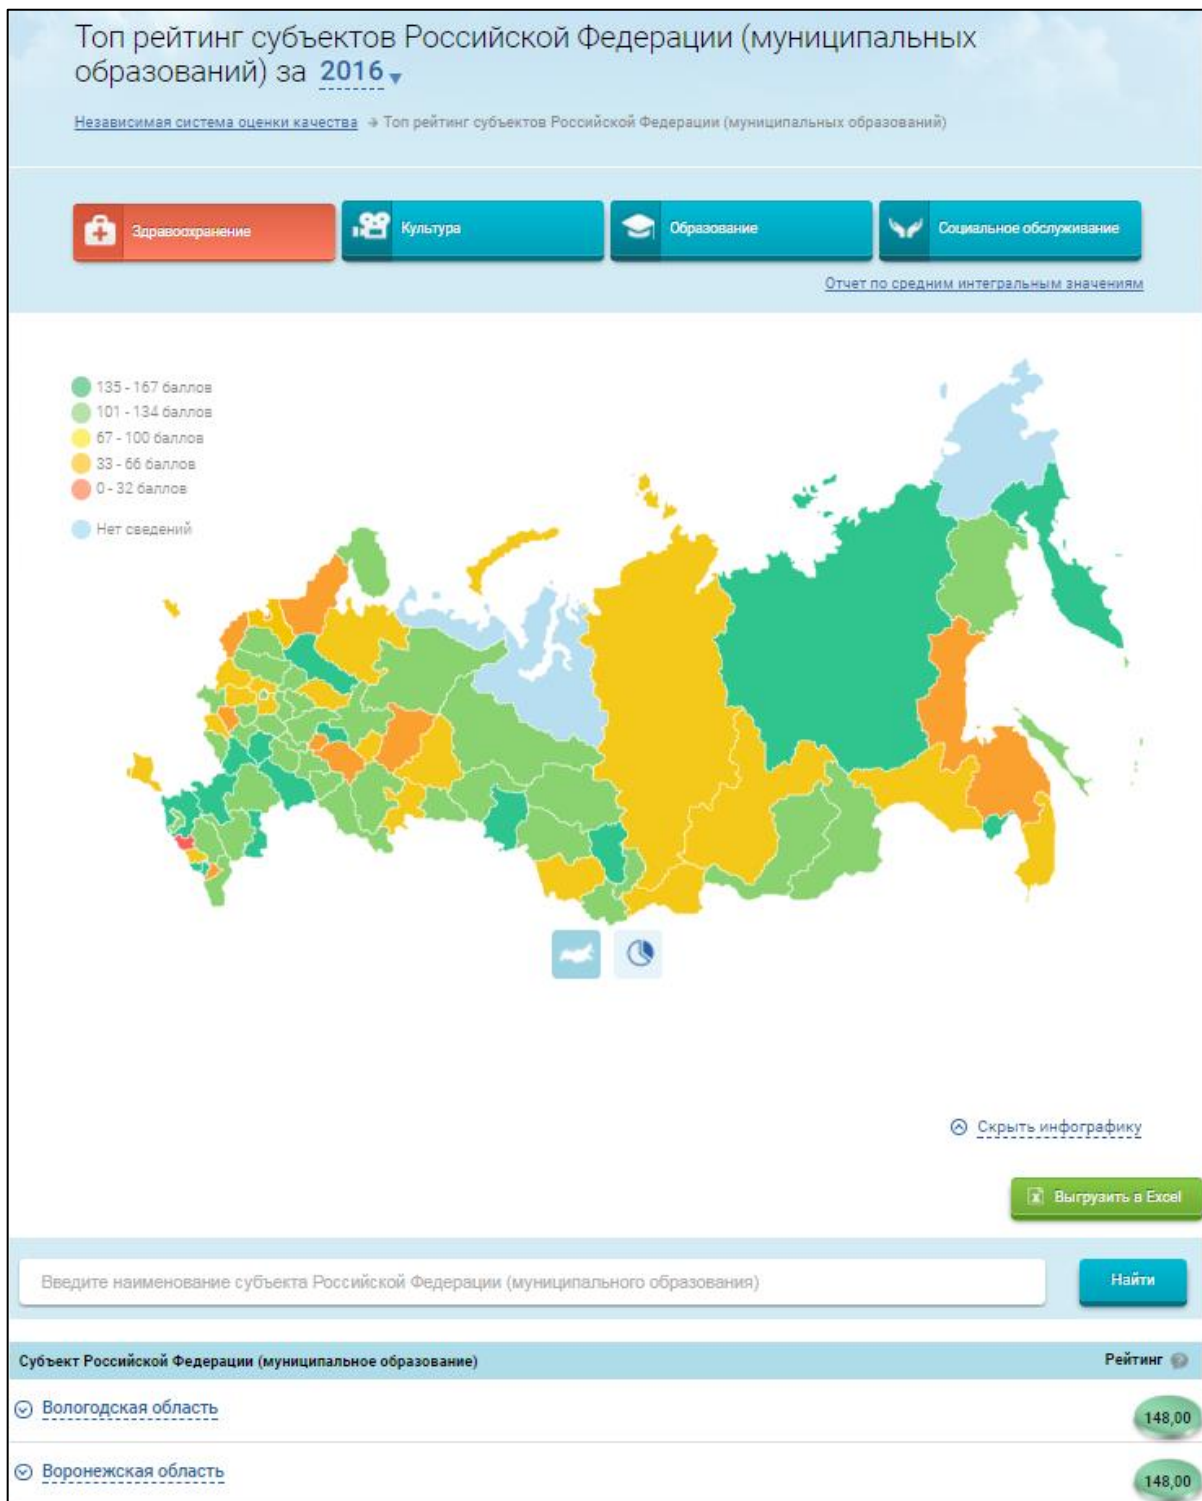 Топ рейтинг субъектов Российской Федерации (муниципальных
образований) за 2016
Независимая система оценки качества → Топ рейтинг субъектов Российской Федерации (муниципальных образований)
Здравоохранение
Культура
Образование
Социальное обслуживание
Отчет по средним интегральным значениям
135 - 167 баллов
101 - 134 баллов
67 - 100 баллов
33 - 66 баллов
0 - 32 баллов
Нет сведений
Скрыть инфографику
Выгрузить в Excel
Введите наименование субъекта Российской Федерации (муниципального образования)
Найти
Субъект Российской Федерации (муниципальное образование) Рейтинг
Вологодская область 148,00
Воронежская область 148,00